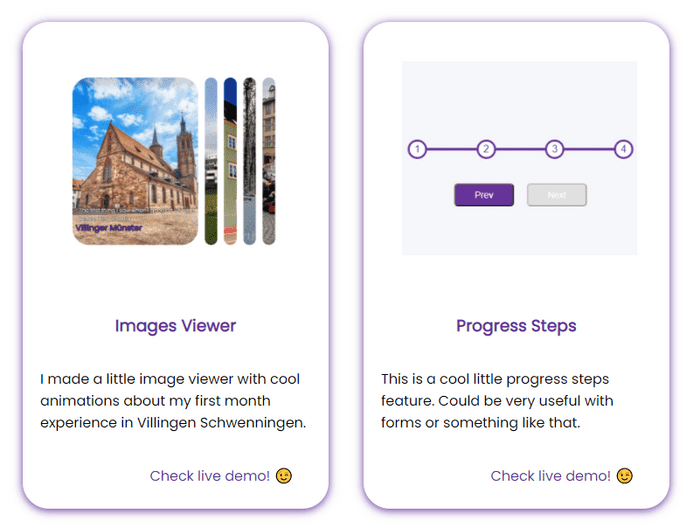 Villinger Münster
Images Viewer
I made a little image viewer with cool
animations about my first month
experience in Villingen Schwenningen.
Check live demo! 😉
1 2 3 4
Prev Next
Progress Steps
This is a cool little progress steps
feature. Could be very useful with
forms or something like that.
Check live demo! 😉